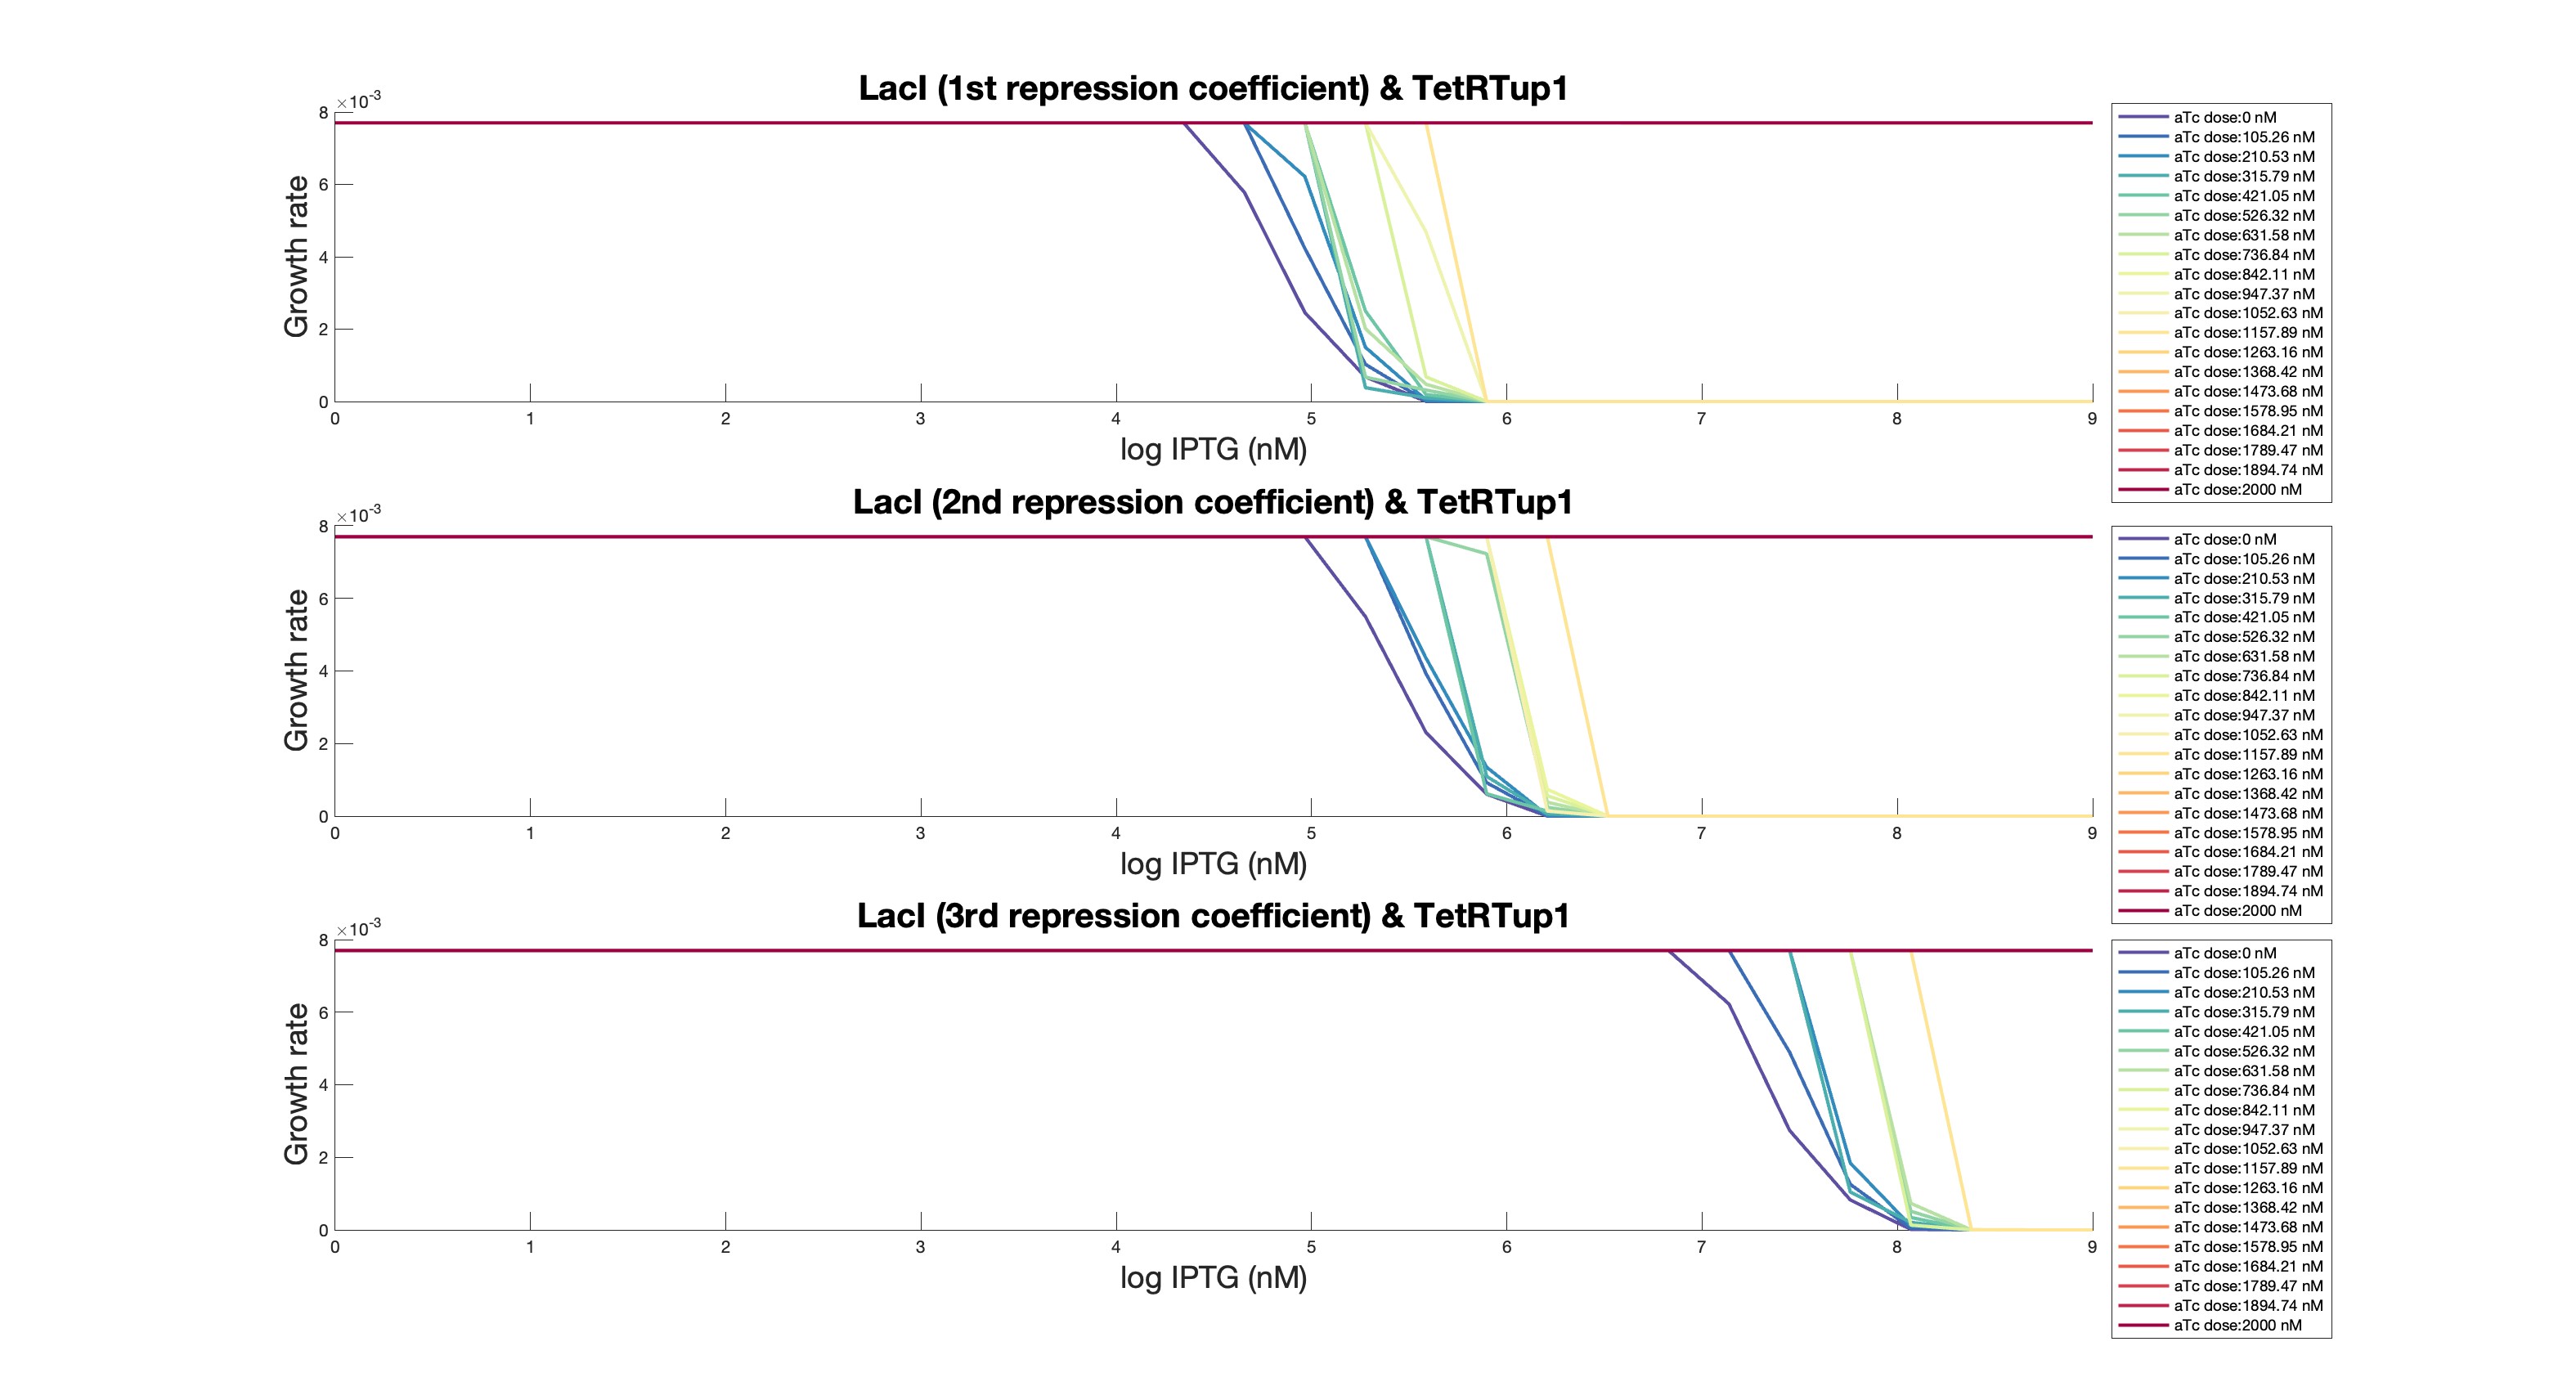 LacI (1st repression coefficient) & TetRTup1
×10-3
8
6
4
2
0
Growth rate
0 1 2 3 4 5 6 7 8 9
log IPTG (nM)
aTc dose:0 nM
aTc dose:105.26 nM
aTc dose:210.53 nM
aTc dose:315.79 nM
aTc dose:421.05 nM
aTc dose:526.32 nM
aTc dose:631.58 nM
aTc dose:736.84 nM
aTc dose:842.11 nM
aTc dose:947.37 nM
aTc dose:1052.63 nM
aTc dose:1157.89 nM
aTc dose:1263.16 nM
aTc dose:1368.42 nM
aTc dose:1473.68 nM
aTc dose:1578.95 nM
aTc dose:1684.21 nM
aTc dose:1789.47 nM
aTc dose:1894.74 nM
aTc dose:2000 nM
LacI (2nd repression coefficient) & TetRTup1
×10-3
8
6
4
2
0
Growth rate
0 1 2 3 4 5 6 7 8 9
log IPTG (nM)
aTc dose:0 nM
aTc dose:105.26 nM
aTc dose:210.53 nM
aTc dose:315.79 nM
aTc dose:421.05 nM
aTc dose:526.32 nM
aTc dose:631.58 nM
aTc dose:736.84 nM
aTc dose:842.11 nM
aTc dose:947.37 nM
aTc dose:1052.63 nM
aTc dose:1157.89 nM
aTc dose:1263.16 nM
aTc dose:1368.42 nM
aTc dose:1473.68 nM
aTc dose:1578.95 nM
aTc dose:1684.21 nM
aTc dose:1789.47 nM
aTc dose:1894.74 nM
aTc dose:2000 nM
LacI (3rd repression coefficient) & TetRTup1
×10-3
8
6
4
2
0
Growth rate
0 1 2 3 4 5 6 7 8 9
log IPTG (nM)
aTc dose:0 nM
aTc dose:105.26 nM
aTc dose:210.53 nM
aTc dose:315.79 nM
aTc dose:421.05 nM
aTc dose:526.32 nM
aTc dose:631.58 nM
aTc dose:736.84 nM
aTc dose:842.11 nM
aTc dose:947.37 nM
aTc dose:1052.63 nM
aTc dose:1157.89 nM
aTc dose:1263.16 nM
aTc dose:1368.42 nM
aTc dose:1473.68 nM
aTc dose:1578.95 nM
aTc dose:1684.21 nM
aTc dose:1789.47 nM
aTc dose:1894.74 nM
aTc dose:2000 nM